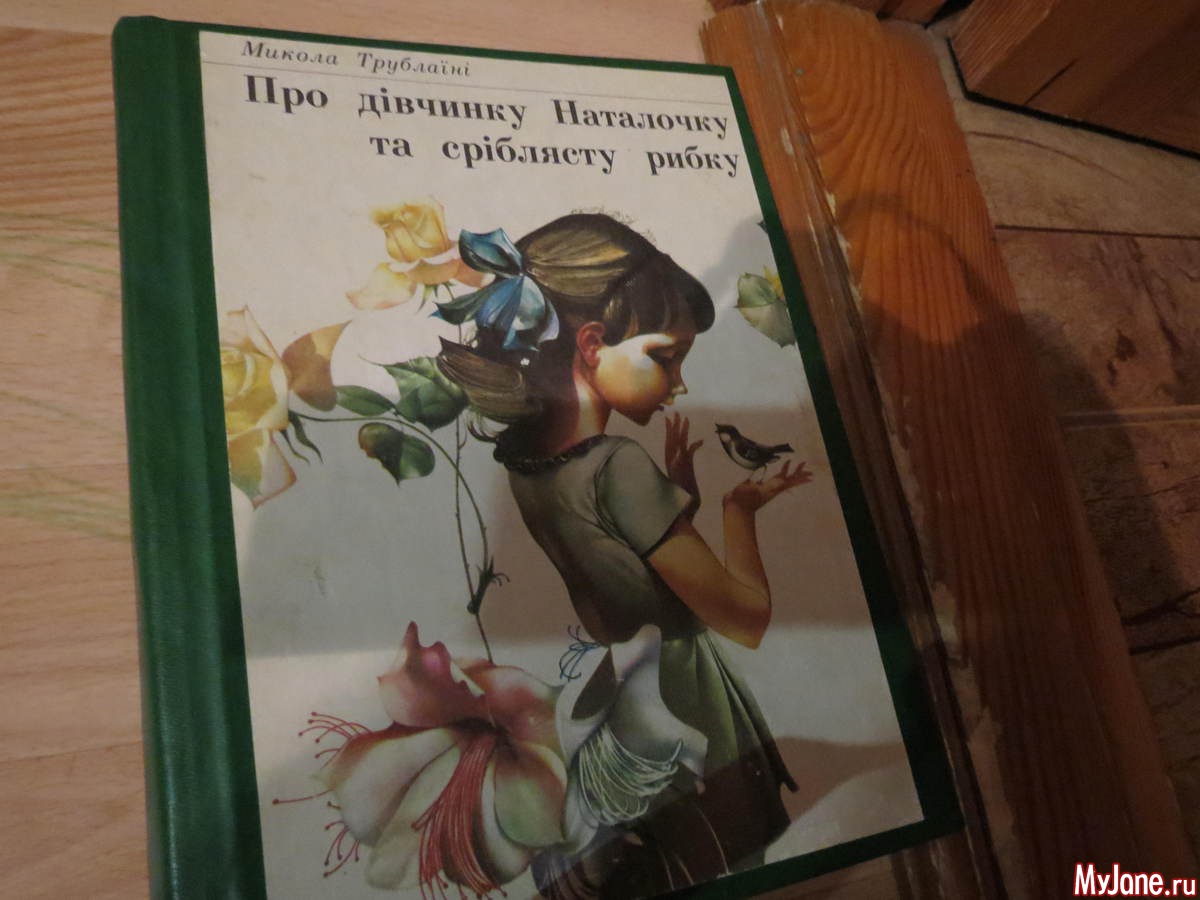 Микола Трублаїні
Про дівчинку Наталочку
та сріблясту рибку
MyJane.ru